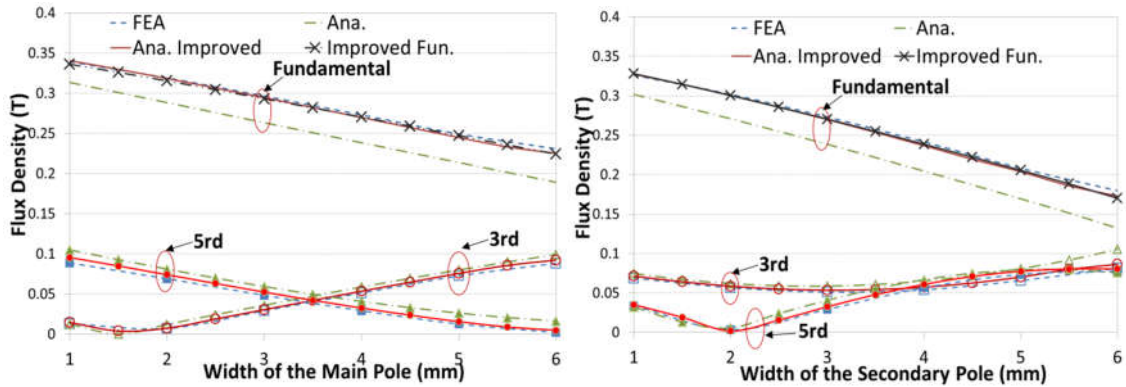 FEA
Ana.
Ana. Improved
Improved Fun.
0.4
0.35
0.3
0.25
0.2
0.15
0.1
0.05
0
Flux Density (T)
Fundamental
5rd
3rd
1
2
3
4
5
6
Width of the Main Pole (mm)
FEA
Ana.
Ana. Improved
Improved Fun.
0.4
0.35
0.3
0.25
0.2
0.15
0.1
0.05
0
Flux Density (T)
Fundamental
3rd
5rd
1
2
3
4
5
6
Width of the Secondary Pole (mm)